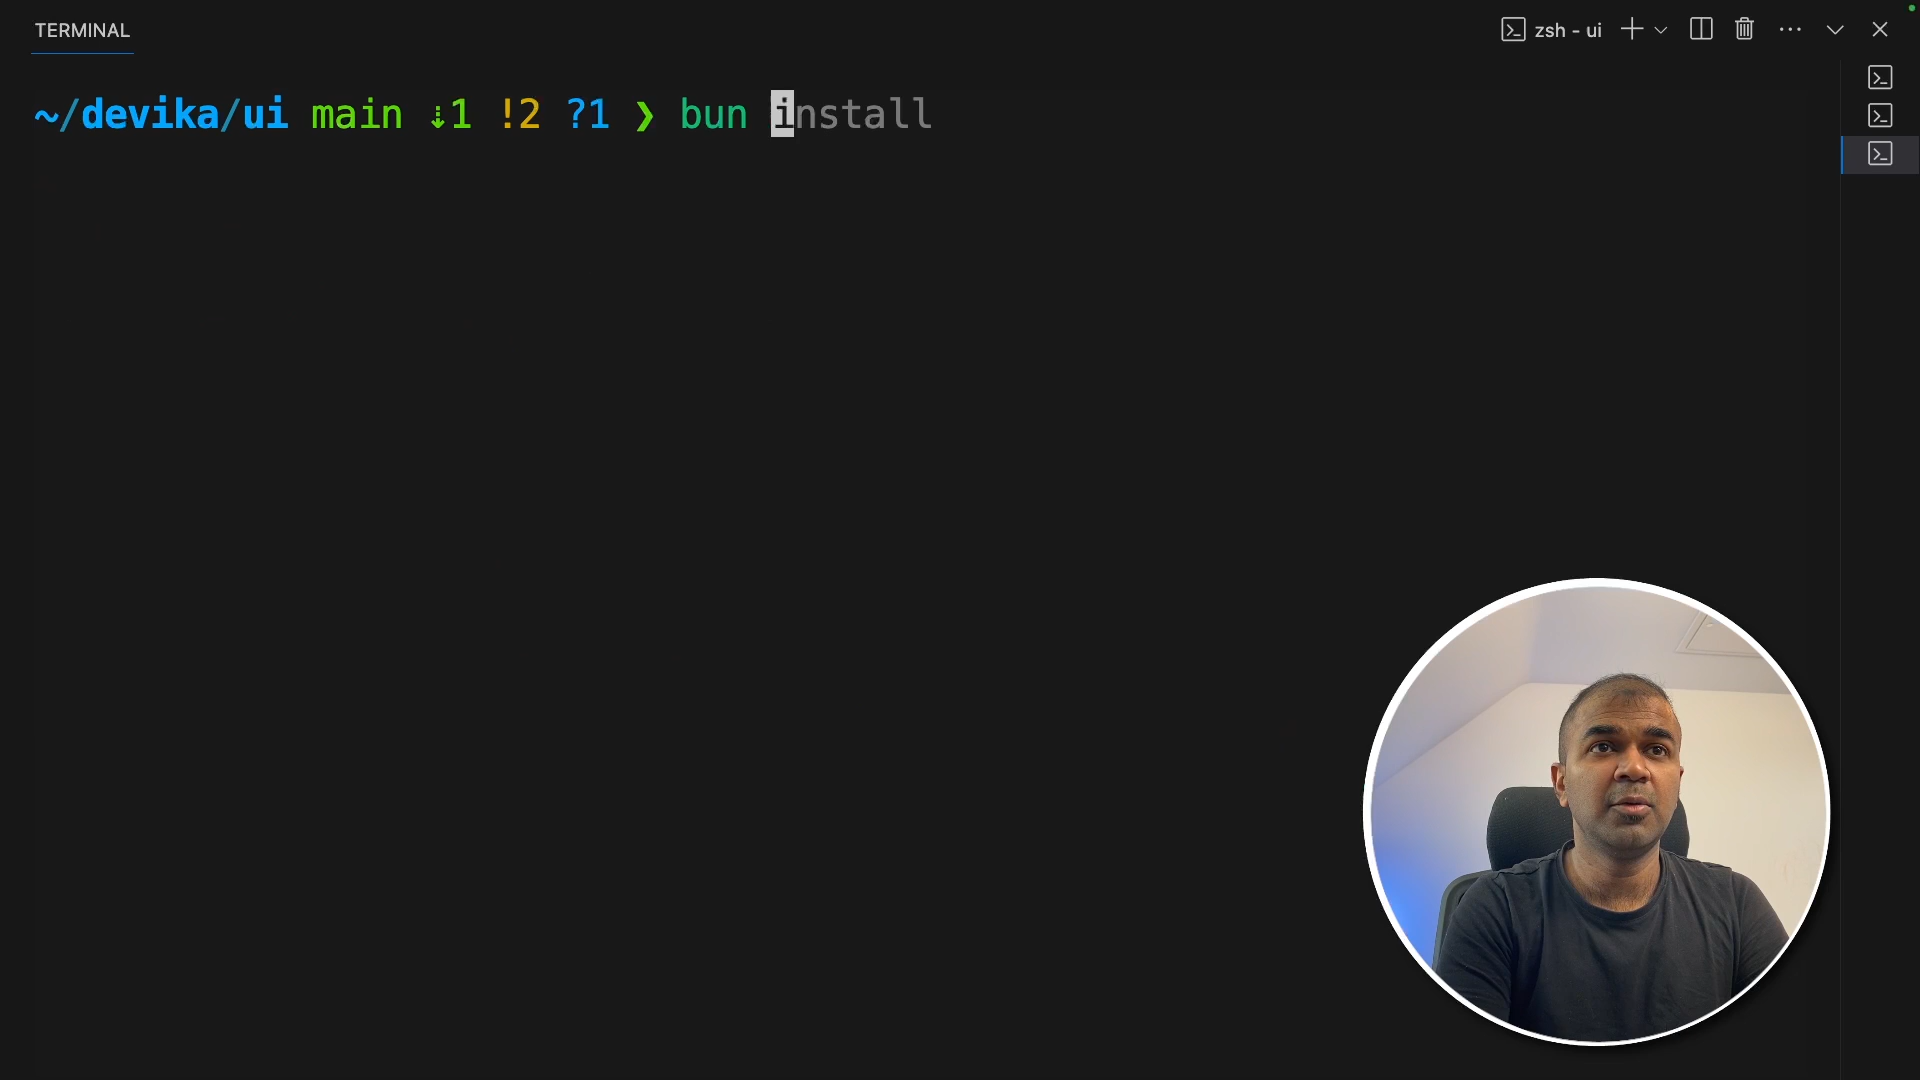 TERMINAL
zsh - ui
~/devika/ui main ⇣1 !2 ?1 ❯ bun install